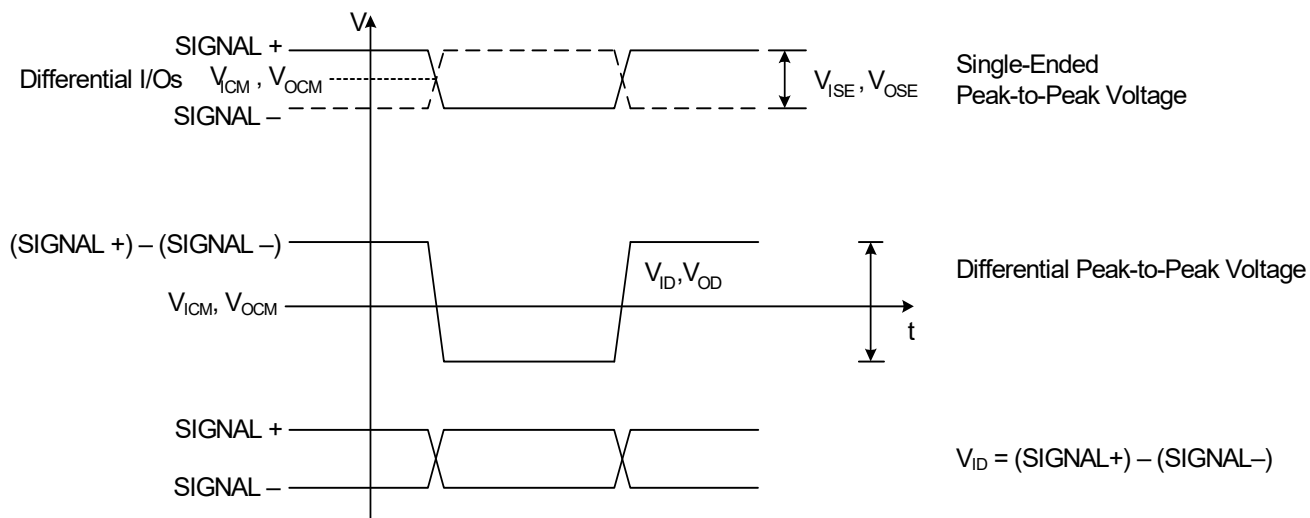 V
SIGNAL +
Differential I/Os V_ICM , V_OCM
SIGNAL –
V_ISE , V_OSE
Single-Ended
Peak-to-Peak Voltage
(SIGNAL +) – (SIGNAL –)
V_ID,V_OD
Differential Peak-to-Peak Voltage
V_ICM, V_OCM
t
SIGNAL +
SIGNAL –
V_ID = (SIGNAL+) – (SIGNAL–)